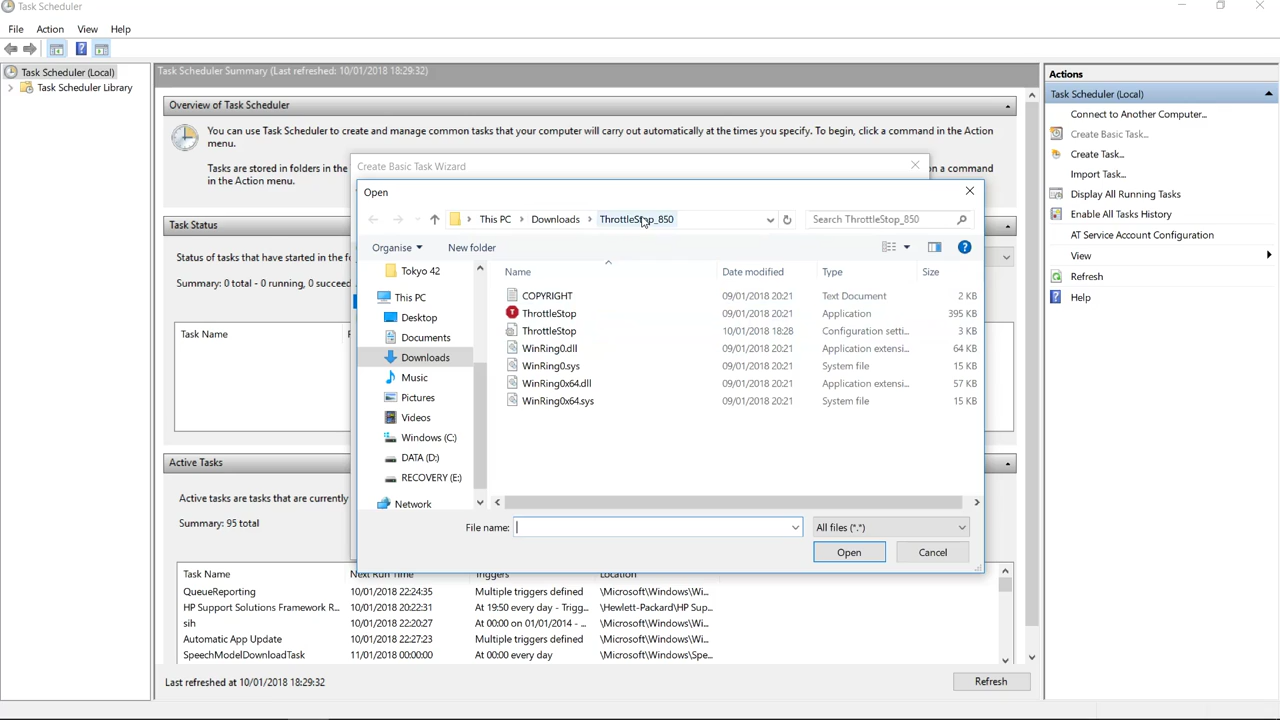 Task Scheduler
File Action View Help
Task Scheduler (Local)
Task Scheduler Library
Task Scheduler Summary (Last refreshed: 10/01/2018 18:29:32)
Overview of Task Scheduler
You can use Task Scheduler to create and manage common tasks that your computer will carry out automatically at the times you specify. To begin, click a command in the Action
menu.
Tasks are stored in folders in the
n a command
in the Action menu.
Task Status
Status of tasks that have started in the
Summary: 0 total - 0 running, 0 succeed
Task Name
Active Tasks
Active tasks are tasks that are currently
Summary: 95 total
Create Basic Task Wizard
Open
This PC Downloads ThrottleStop_850
Search ThrottleStop_850
Organise New folder
Tokyo 42
This PC
Desktop
Documents
Downloads
Music
Pictures
Videos
Windows (C:)
DATA (D:)
RECOVERY (E:)
Network
Name Date modified Type Size
COPYRIGHT 09/01/2018 20:21 Text Document 2 KB
ThrottleStop 09/01/2018 20:21 Application 395 KB
ThrottleStop 10/01/2018 18:28 Configuration setti... 3 KB
WinRing0.dll 09/01/2018 20:21 Application extensi... 64 KB
WinRing0.sys 09/01/2018 20:21 System file 15 KB
WinRing0x64.dll 09/01/2018 20:21 Application extensi... 57 KB
WinRing0x64.sys 09/01/2018 20:21 System file 15 KB
File name: All files (*.*)
Open Cancel
Task Name Next Run Time Triggers Location
QueueReporting 10/01/2018 22:24:35 Multiple triggers defined \Microsoft\Windows\Wi...
HP Support Solutions Framework R... 10/01/2018 20:22:31 At 19:50 every day - Trigg... \Hewlett-Packard\HP Sup...
sih 10/01/2018 22:20:27 At 00:00 on 01/01/2014 - ... \Microsoft\Windows\Wi...
Automatic App Update 10/01/2018 22:27:23 Multiple triggers defined \Microsoft\Windows\Wi...
SpeechModelDownloadTask 11/01/2018 00:00:00 At 00:00 every day \Microsoft\Windows\Spe...
Last refreshed at 10/01/2018 18:29:32
Refresh
Actions
Task Scheduler (Local)
Connect to Another Computer...
Create Basic Task...
Create Task...
Import Task...
Display All Running Tasks
Enable All Tasks History
AT Service Account Configuration
View
Refresh
Help